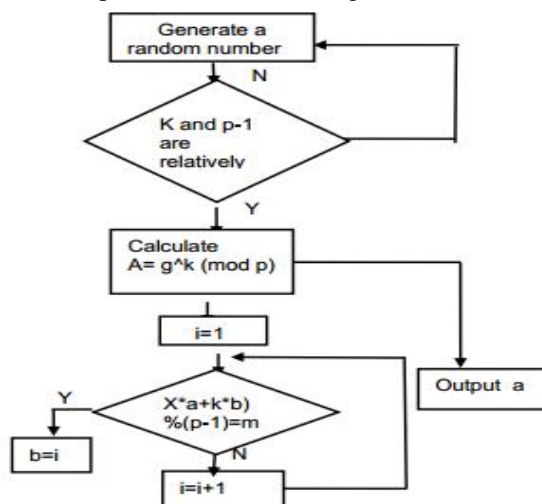 Generate a
random number
N
K and p-1
are
relatively
Y
Calculate
A= g^k (mod p)
i=1
Output a
Y
X*a+k*b)
%(p-1)=m
b=i
N
i=i+1